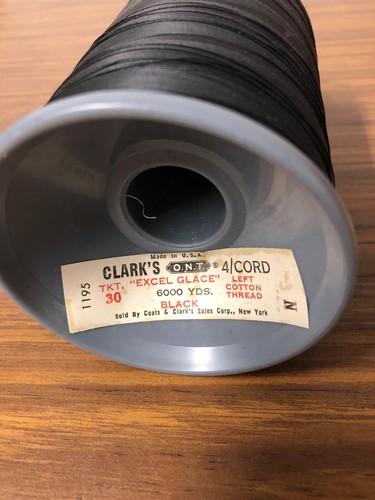 Made in U.S.A.
CLARK'S O.N.T. ® 4/CORD
TKT. "EXCEL GLACE" LEFT
30 6000 YDS. COTTON
BLACK THREAD
Sold By Coats & Clark's Sales Corp., New York
1195
N